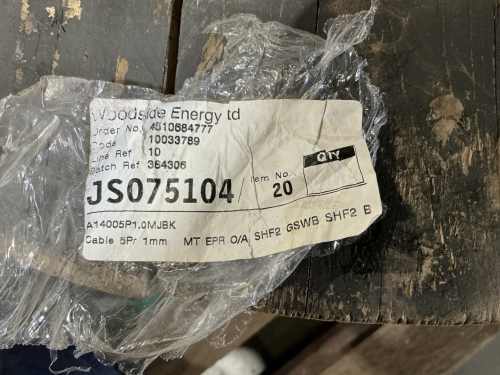 Woodside Energy td
Order No. 4510684777
Code 10033789
Line Ref 10
Batch Ref 384306
JS075104
Item No.
20
QTY
A14005P1.0MJBK
Cable 5Pr 1mm MT EPR O/A SHF2 GSWB SHF2 B